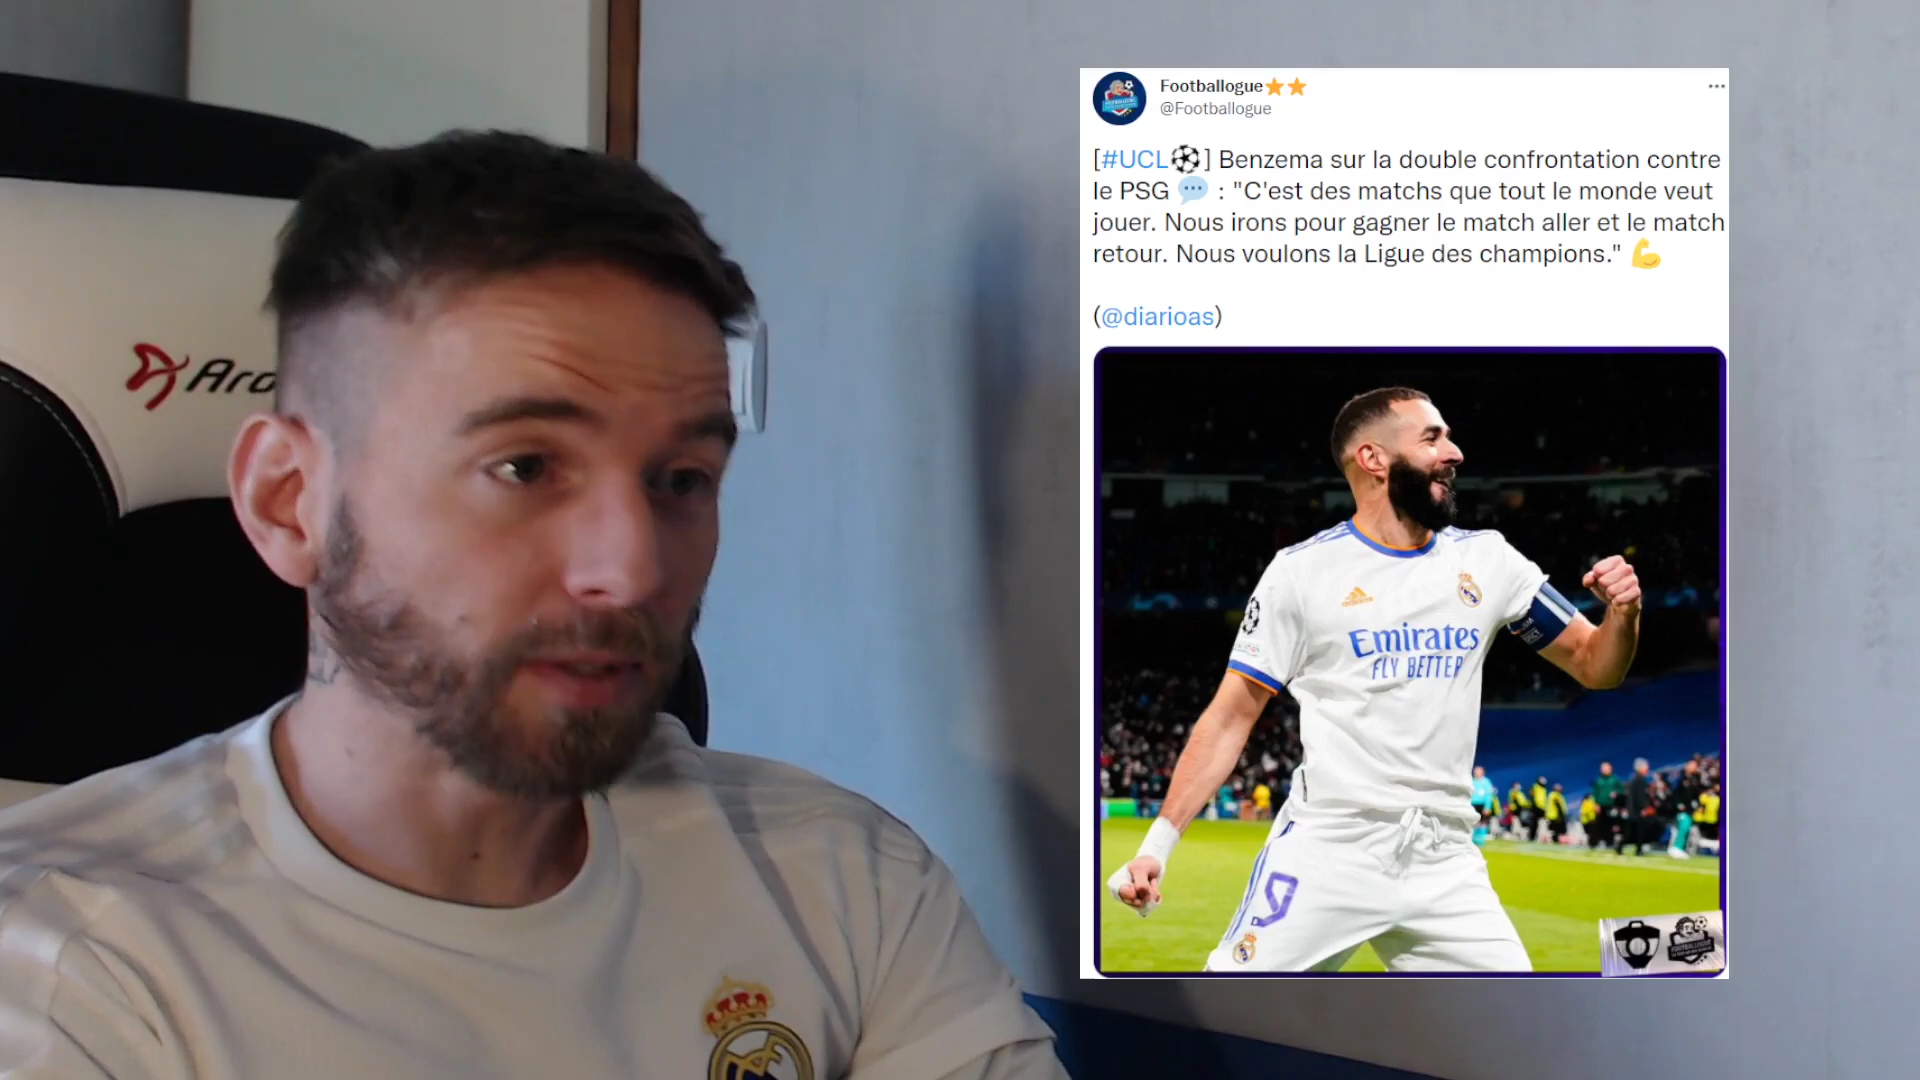 Footballogue⭐⭐
@Footballogue
[#UCL⚽] Benzema sur la double confrontation contre
le PSG 💬 : "C'est des matchs que tout le monde veut
jouer. Nous irons pour gagner le match aller et le match
retour. Nous voulons la Ligue des champions." 💪
(@diarioas)
Aro
Emirates
FLY BETTER
9